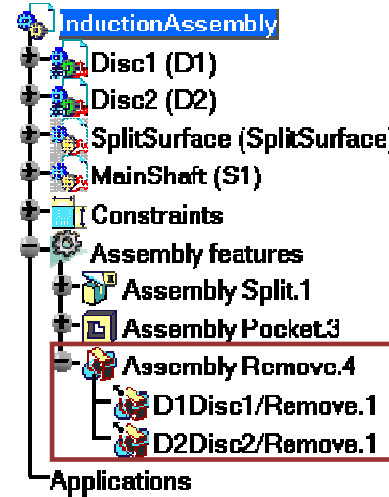 InductionAssembly
Disc1 (D1)
Disc2 (D2)
SplitSurface (SplitSurface)
MainShaft (S1)
Constraints
Assembly features
Assembly Split.1
Assembly Pocket.3
Assembly Remove.4
D1Disc1/Remove.1
D2Disc2/Remove.1
Applications